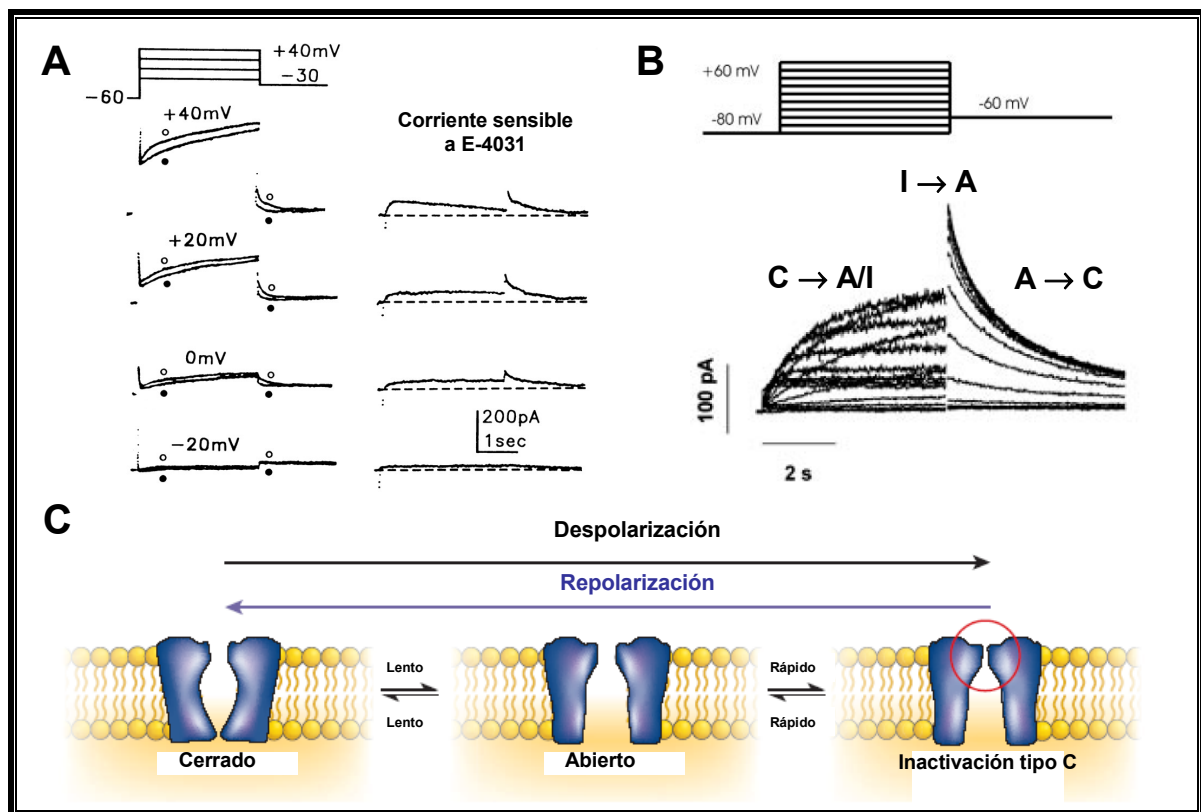 A
+40mV
−30
−60
+40mV
Corriente sensible
a E-4031
+20mV
0mV
200pA
1sec
−20mV
B
+60 mV
-60 mV
-80 mV
I → A
C → A/I
A → C
100 pA
2 s
C
Despolarización
Repolarización
Lento
Lento
Rápido
Rápido
Cerrado
Abierto
Inactivación tipo C